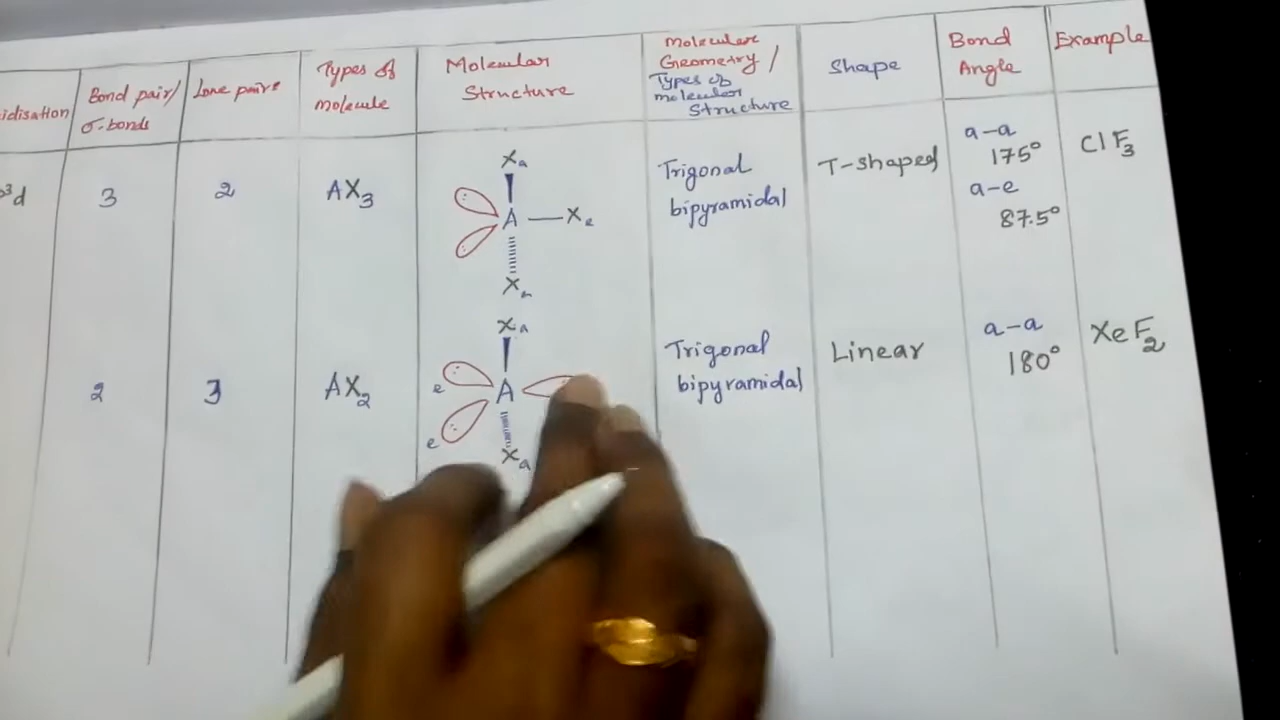 idisation
Bond pair/
σ-bonds
Lone pairs
Types of
molecule
Molecular
Structure
Molecular
Geometry/
Types of
molecular
Structure
Shape
Bond
Angle
Example
³d
3
2
AX₃
Xa
A — Xe
Xa
Trigonal
bipyramidal
T-shaped
a-a
175°
a-e
87.5°
ClF₃
2
3
AX₂
Xa
e
A
e
Xa
Trigonal
bipyramidal
Linear
a-a
180°
XeF₂